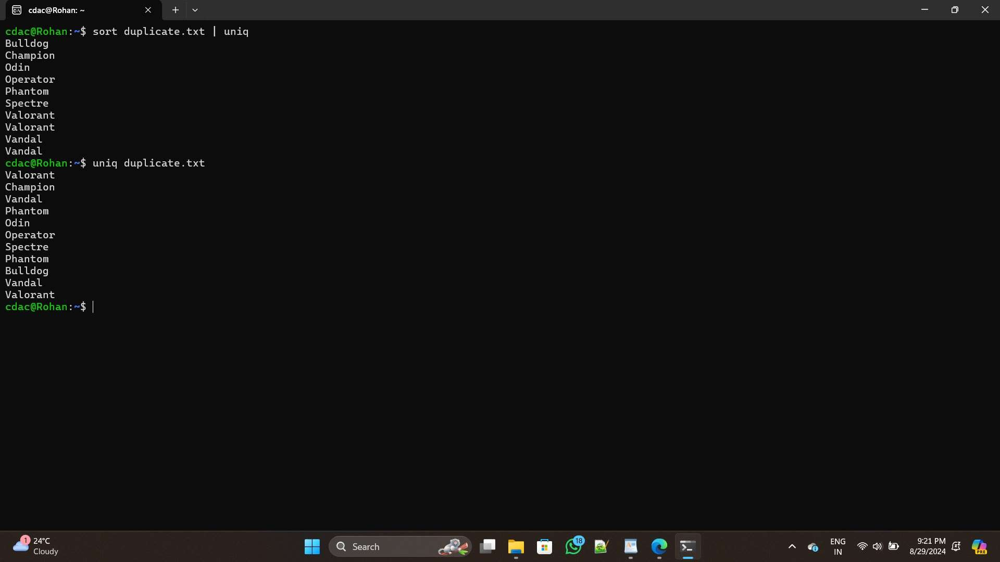 cdac@Rohan: ~
cdac@Rohan:~$ sort duplicate.txt | uniq
Bulldog
Champion
Odin
Operator
Phantom
Spectre
Valorant
Valorant
Vandal
Vandal
cdac@Rohan:~$ uniq duplicate.txt
Valorant
Champion
Vandal
Phantom
Odin
Operator
Spectre
Phantom
Bulldog
Vandal
Valorant
cdac@Rohan:~$
1
24°C
Cloudy
Search
18
ENG
IN
9:21 PM
8/29/2024
PRE